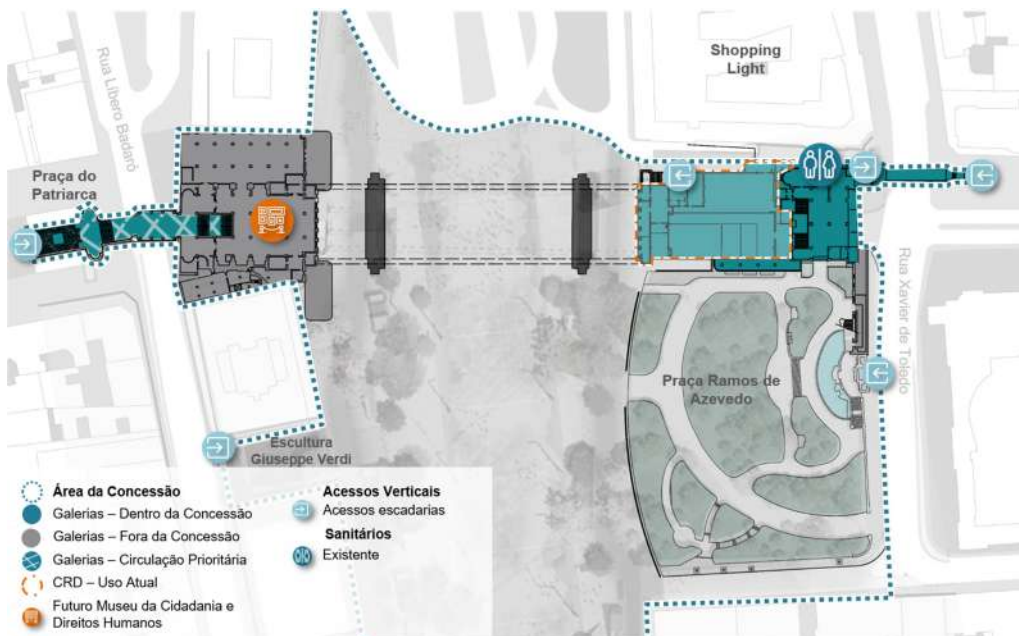 Shopping
Light
Rua Líbero Badaró
Praça do
Patriarca
Rua Xavier de Toledo
Praça Ramos de
Azevedo
Escultura
Giuseppe Verdi
Área da Concessão
Galerias – Dentro da Concessão
Galerias – Fora da Concessão
Galerias – Circulação Prioritária
CRD – Uso Atual
Futuro Museu da Cidadania e
Direitos Humanos
Acessos Verticais
Acessos escadarias
Sanitários
Existente